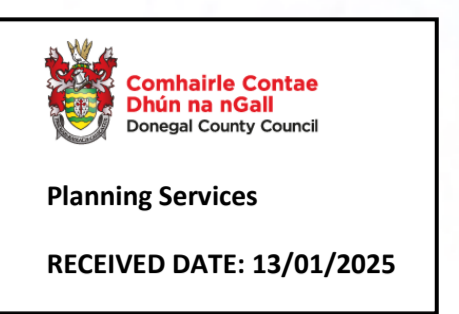 Comhairle Contae
Dhún na nGall
Donegal County Council
Planning Services
RECEIVED DATE: 13/01/2025